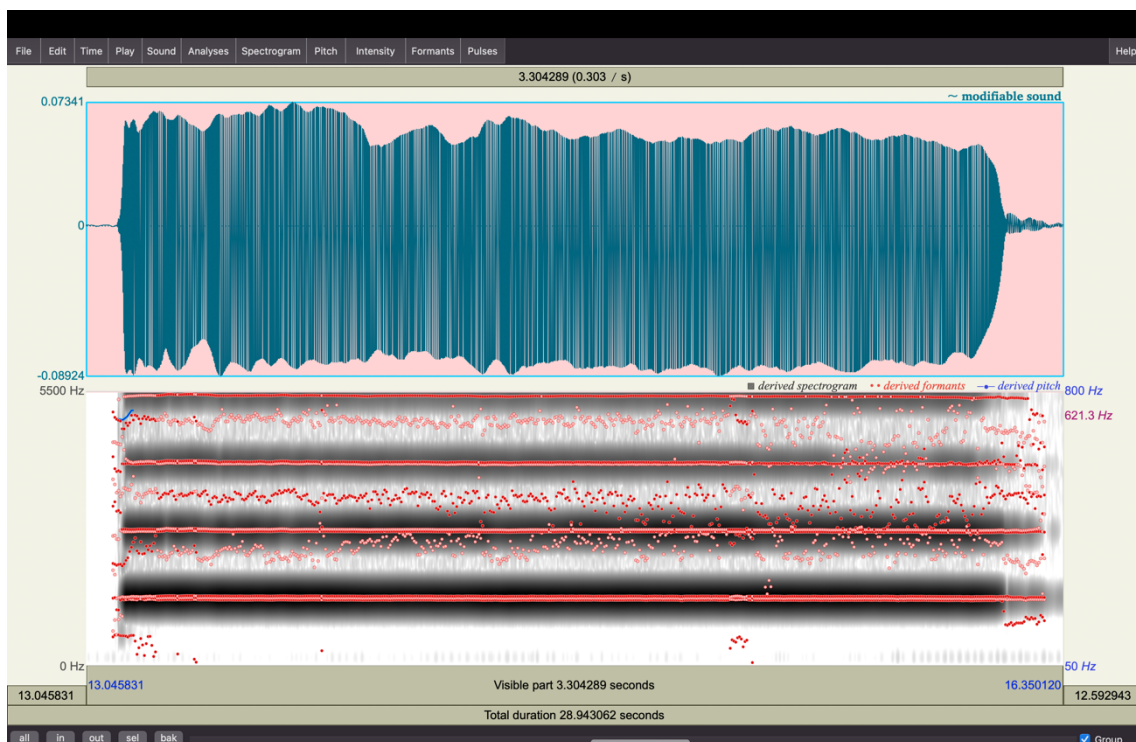 File Edit Time Play Sound Analyses Spectrogram Pitch Intensity Formants Pulses Help
3.304289 (0.303 / s)
0.07341
~ modifiable sound
0
-0.08924
5500 Hz
derived spectrogram derived formants derived pitch
800 Hz
621.3 Hz
0 Hz
50 Hz
13.045831 Visible part 3.304289 seconds 16.350120
13.045831 12.592943
Total duration 28.943062 seconds
all in out sel bak Group